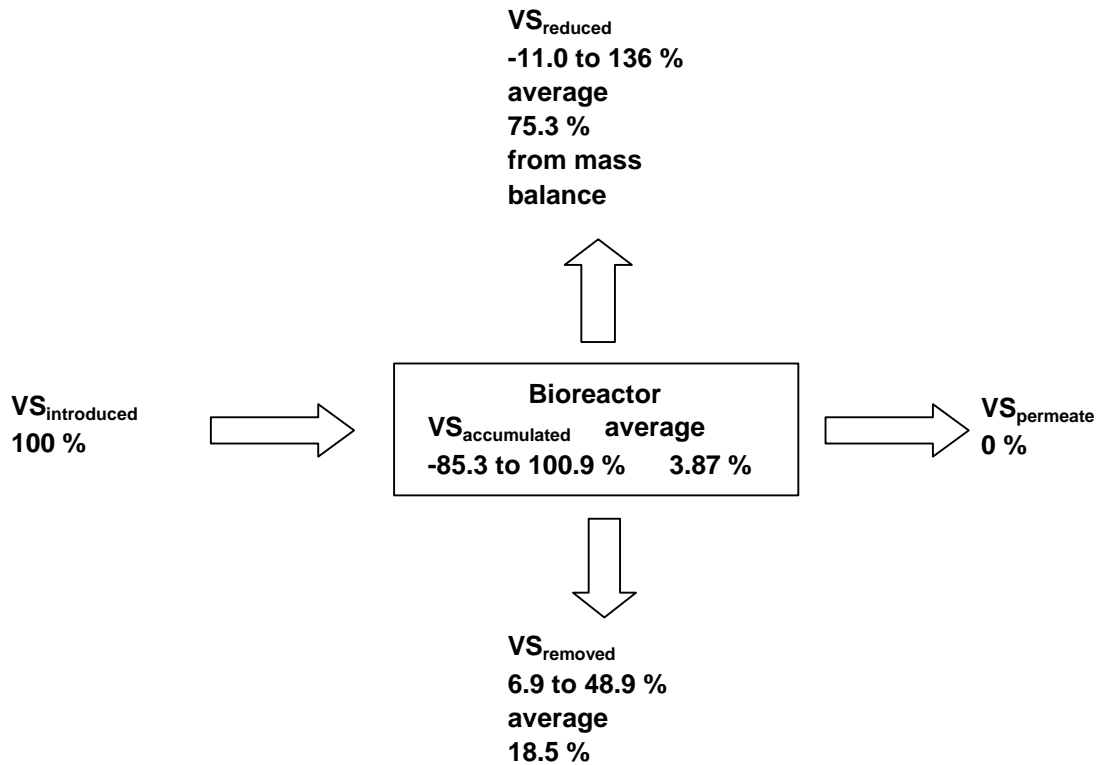 VSreduced
-11.0 to 136 %
average
75.3 %
from mass
balance
VSintroduced
100 %
Bioreactor
VSaccumulated average
-85.3 to 100.9 % 3.87 %
VSpermeate
0 %
VSremoved
6.9 to 48.9 %
average
18.5 %